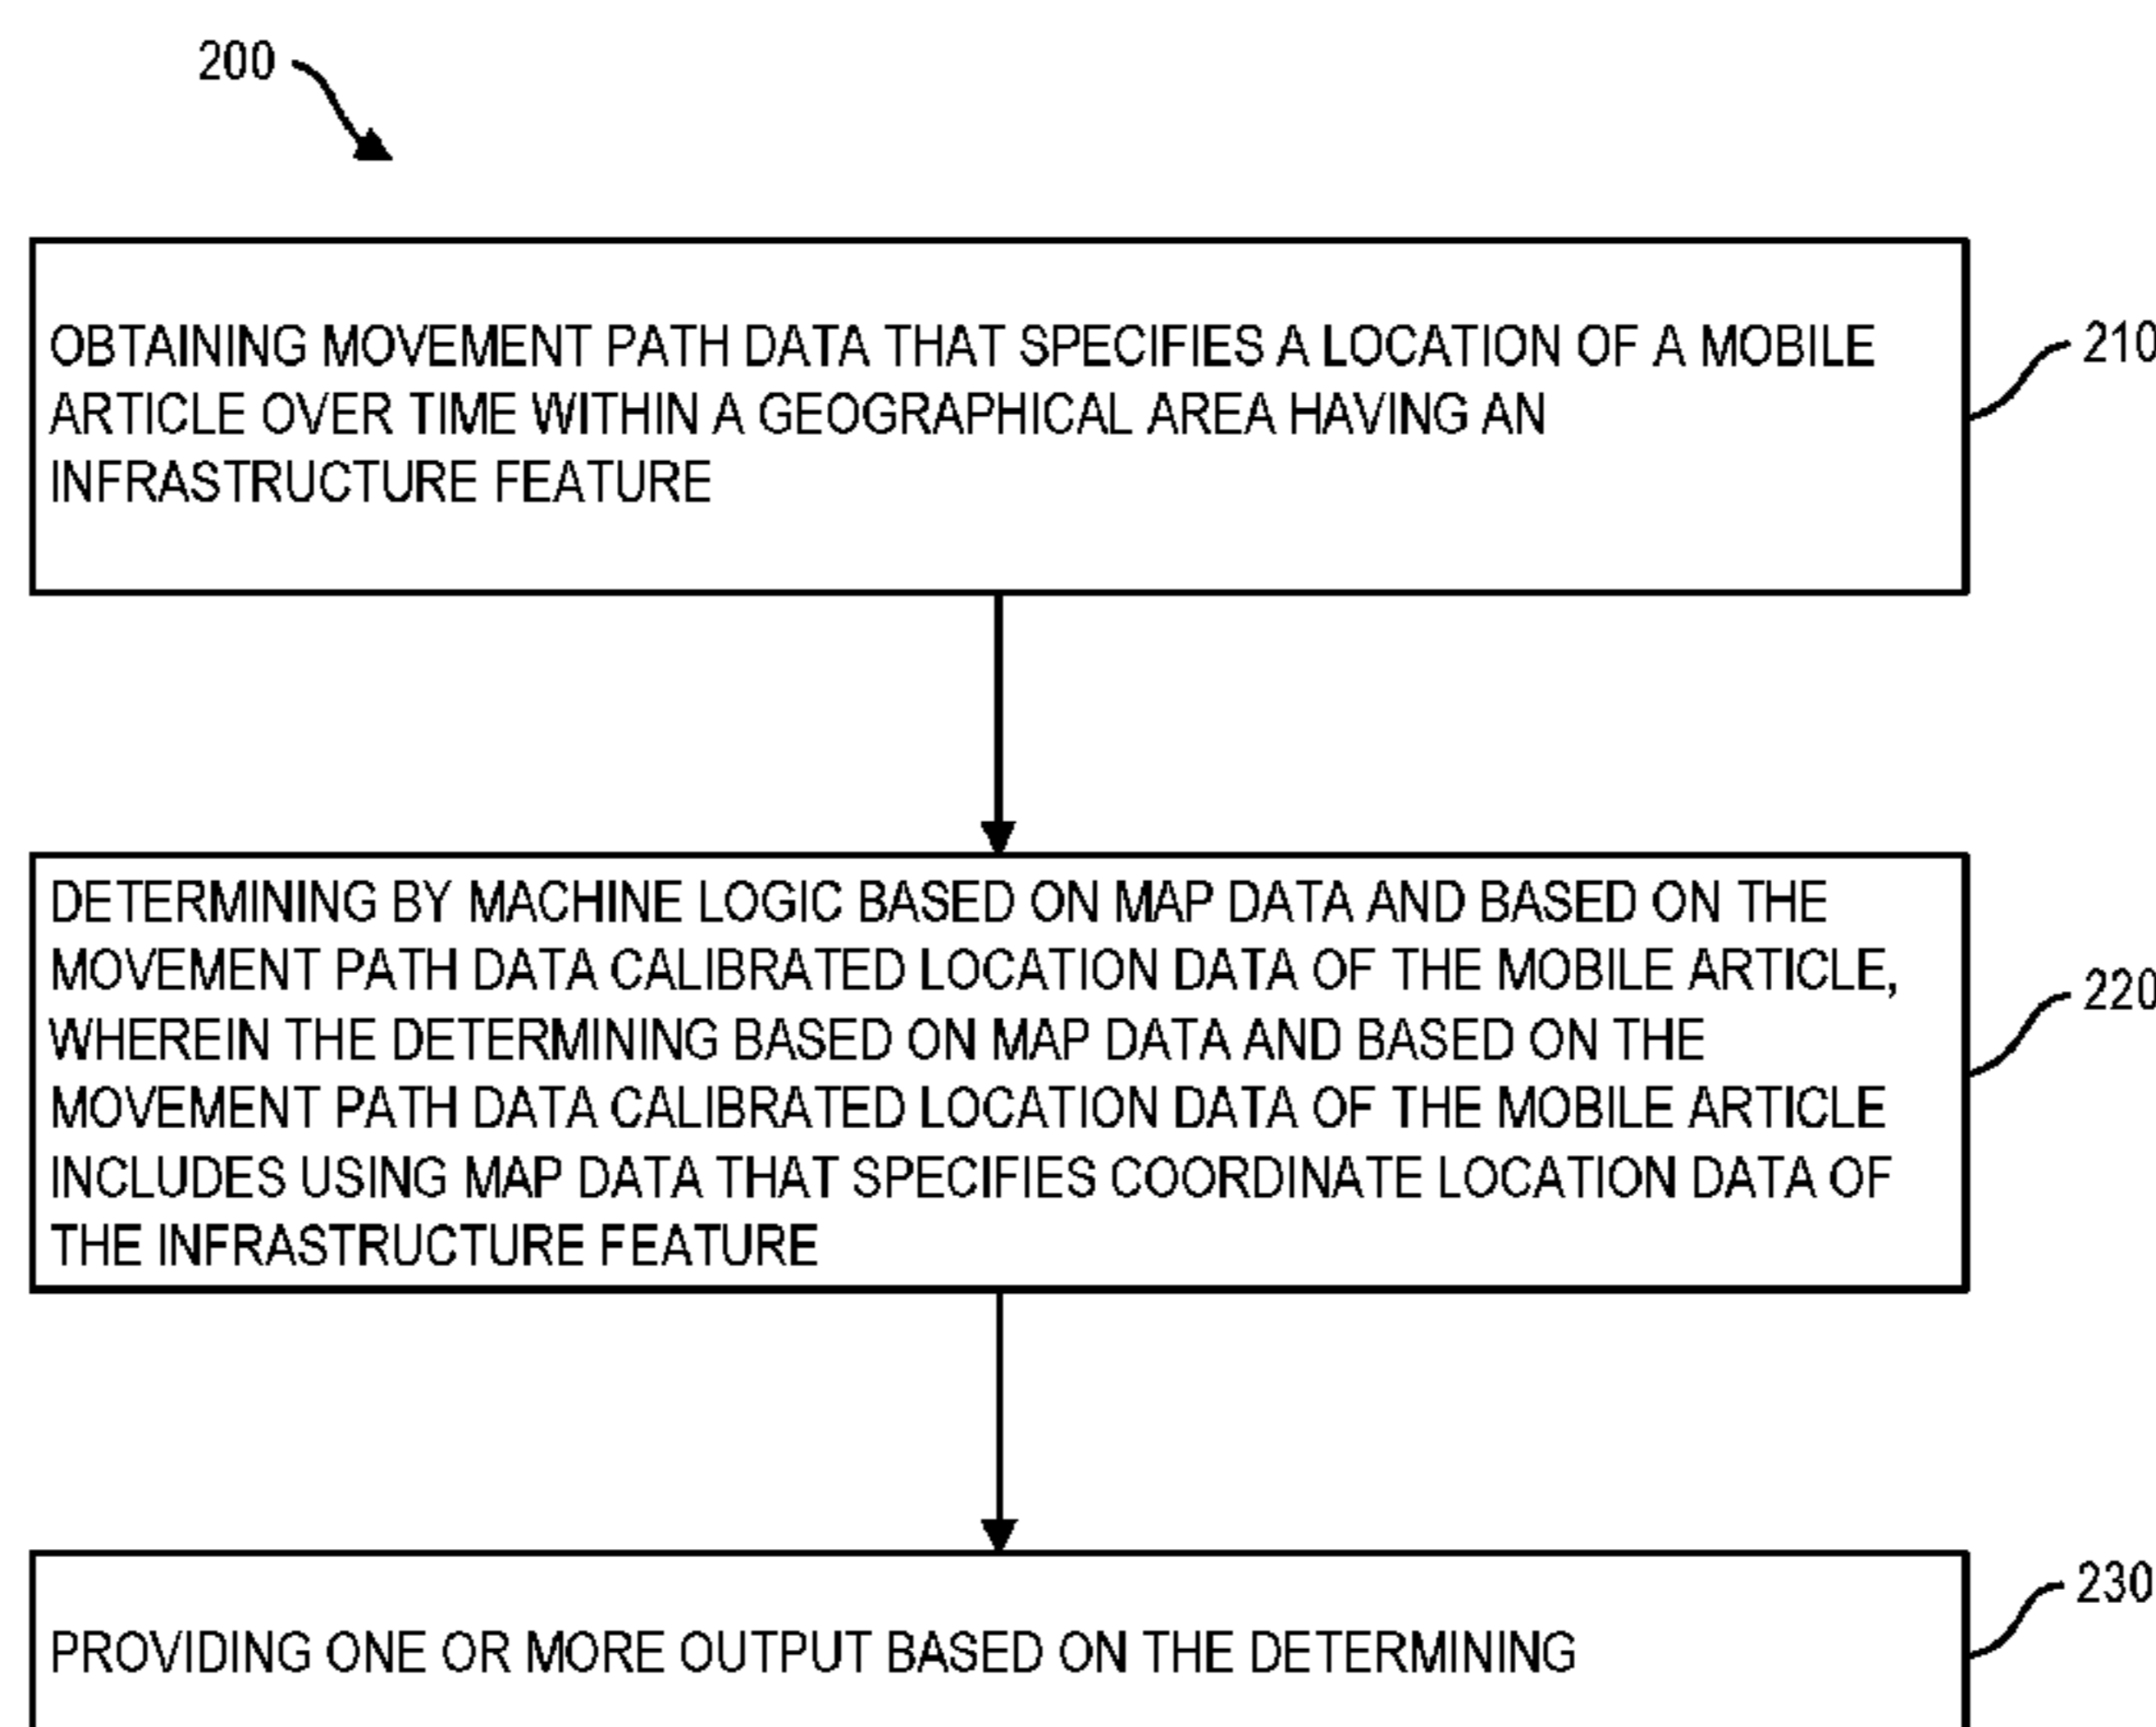 200
OBTAINING MOVEMENT PATH DATA THAT SPECIFIES A LOCATION OF A MOBILE
ARTICLE OVER TIME WITHIN A GEOGRAPHICAL AREA HAVING AN
INFRASTRUCTURE FEATURE
210
DETERMINING BY MACHINE LOGIC BASED ON MAP DATA AND BASED ON THE
MOVEMENT PATH DATA CALIBRATED LOCATION DATA OF THE MOBILE ARTICLE,
WHEREIN THE DETERMINING BASED ON MAP DATA AND BASED ON THE
MOVEMENT PATH DATA CALIBRATED LOCATION DATA OF THE MOBILE ARTICLE
INCLUDES USING MAP DATA THAT SPECIFIES COORDINATE LOCATION DATA OF
THE INFRASTRUCTURE FEATURE
220
PROVIDING ONE OR MORE OUTPUT BASED ON THE DETERMINING
230